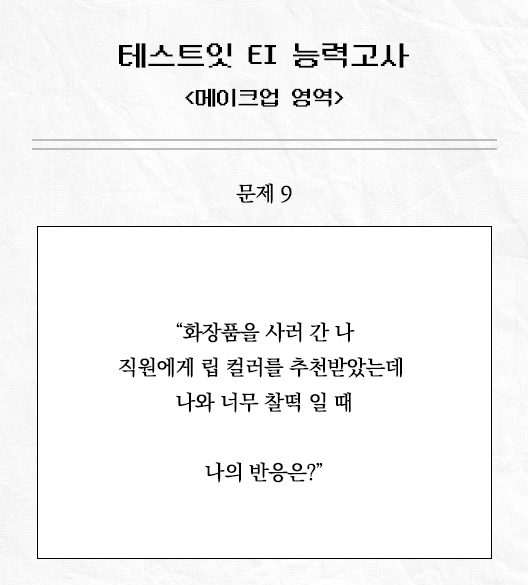 테스트잇 EI 능력고사
<메이크업 영역>
문제 9
“화장품을 사러 간 나
직원에게 립 컬러를 추천받았는데
나와 너무 찰떡 일 때
나의 반응은?”